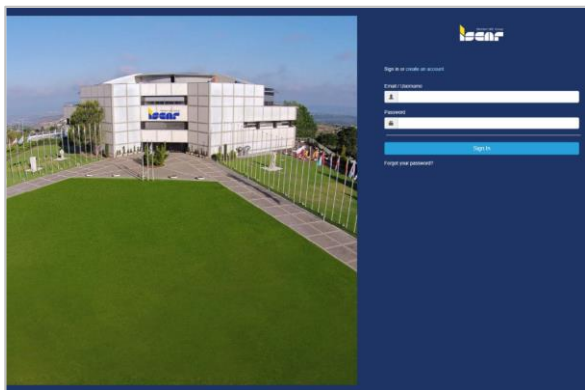 iscar
iscar
Sign in or create an account
Email / Username
Password
Sign In
Forgot your password?